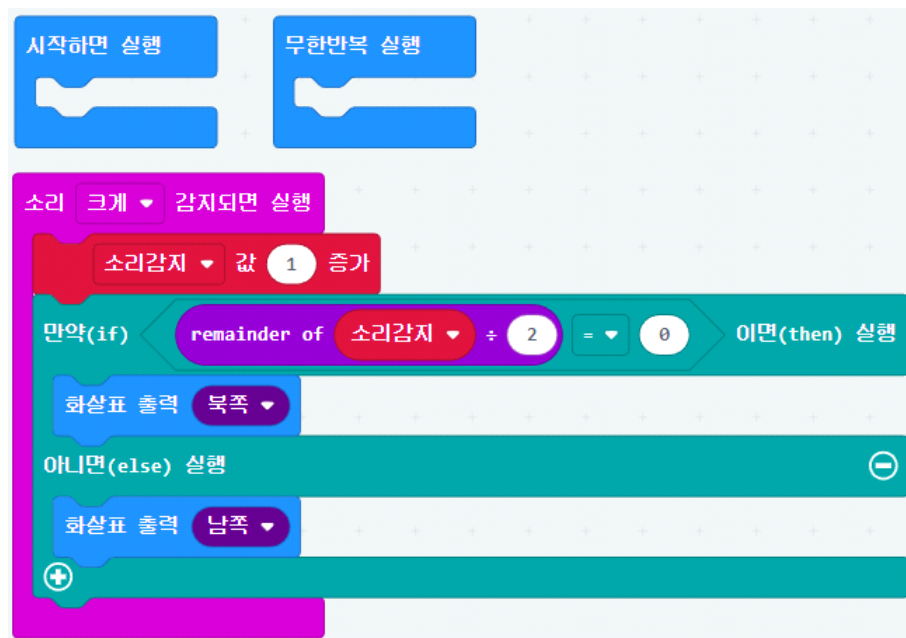 시작하면 실행
무한반복 실행
소리 크게 감지되면 실행
소리감지 값 1 증가
만약(if) remainder of 소리감지 ÷ 2 = 0 이면(then) 실행
화살표 출력 북쪽
아니면(else) 실행
화살표 출력 남쪽